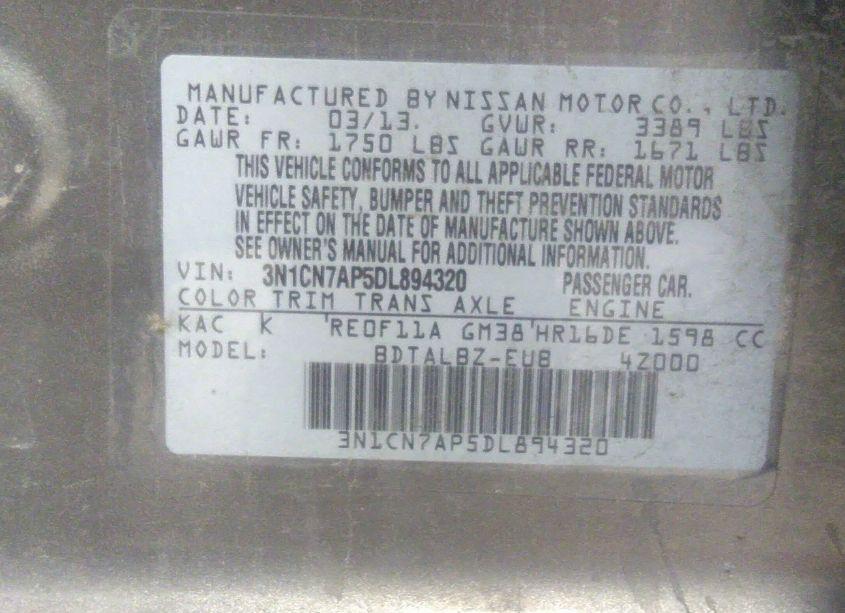 MANUFACTURED BY NISSAN MOTOR CO., LTD.
DATE: 03/13. GVWR: 3389 LBS
GAWR FR: 1750 LBS GAWR RR: 1671 LBS
THIS VEHICLE CONFORMS TO ALL APPLICABLE FEDERAL MOTOR
VEHICLE SAFETY, BUMPER AND THEFT PREVENTION STANDARDS
IN EFFECT ON THE DATE OF MANUFACTURE SHOWN ABOVE.
SEE OWNER'S MANUAL FOR ADDITIONAL INFORMATION.
VIN: 3N1CN7AP5DL894320 PASSENGER CAR.
COLOR TRIM TRANS AXLE ENGINE
KAC K RE0F11A GM38 HR16DE 1598 CC
MODEL: BDTALBZ-EUB 4Z000
3N1CN7AP5DL894320